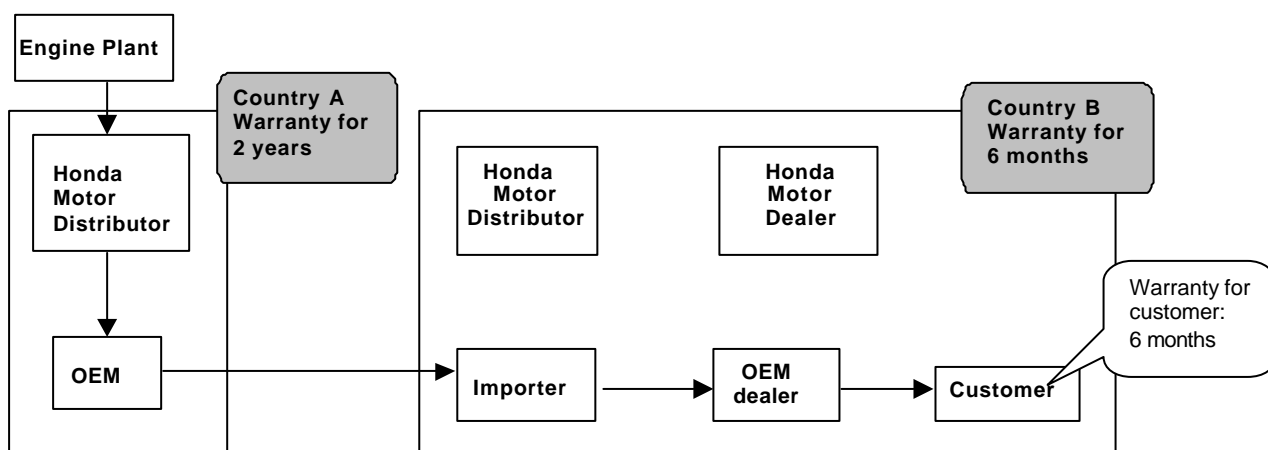 Engine Plant
Country A
Warranty for
2 years
Country B
Warranty for
6 months
Honda
Motor
Distributor
Honda
Motor
Distributor
Honda
Motor
Dealer
Warranty for
customer:
6 months
OEM
Importer
OEM
dealer
Customer